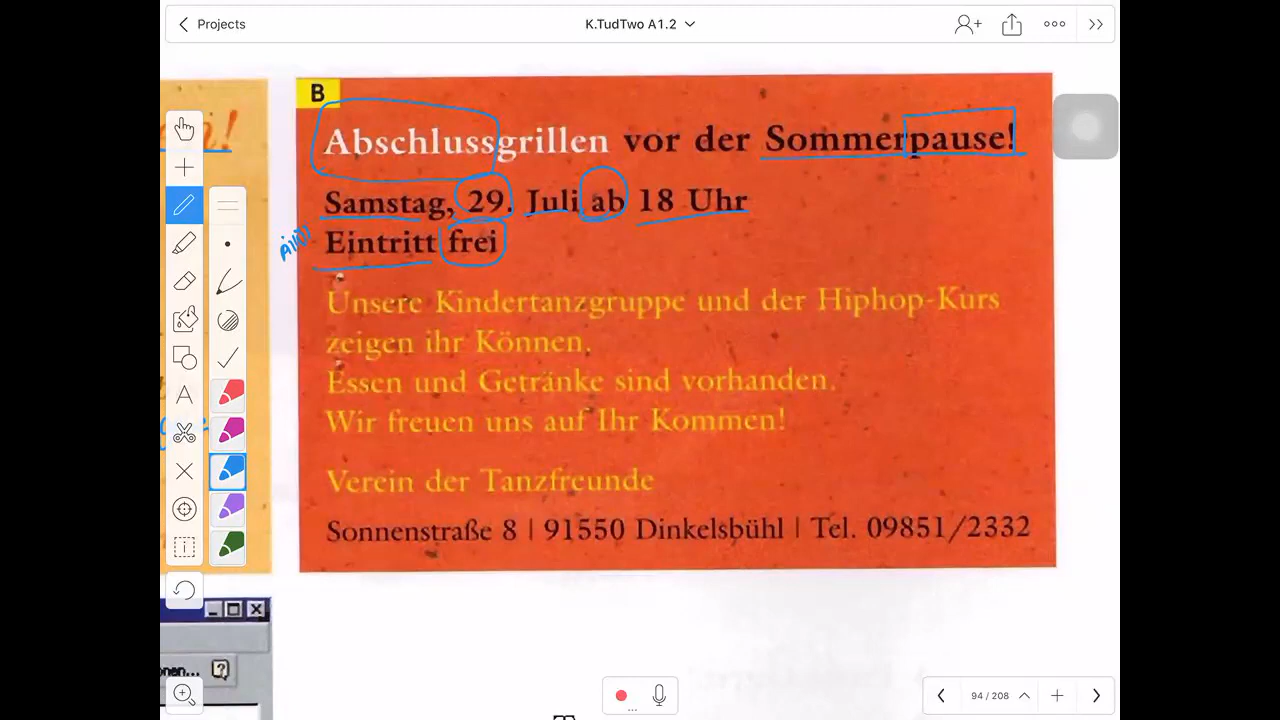 Projects
K.TudTwo A1.2
B
Abschlussgrillen vor der Sommerpause!
Samstag, 29. Juli ab 18 Uhr
Eintritt frei
Unsere Kindertanzgruppe und der Hiphop-Kurs
zeigen ihr Können.
Essen und Getränke sind vorhanden.
Wir freuen uns auf Ihr Kommen!
Verein der Tanzfreunde
Sonnenstraße 8 | 91550 Dinkelsbühl | Tel. 09851/2332
94 / 208